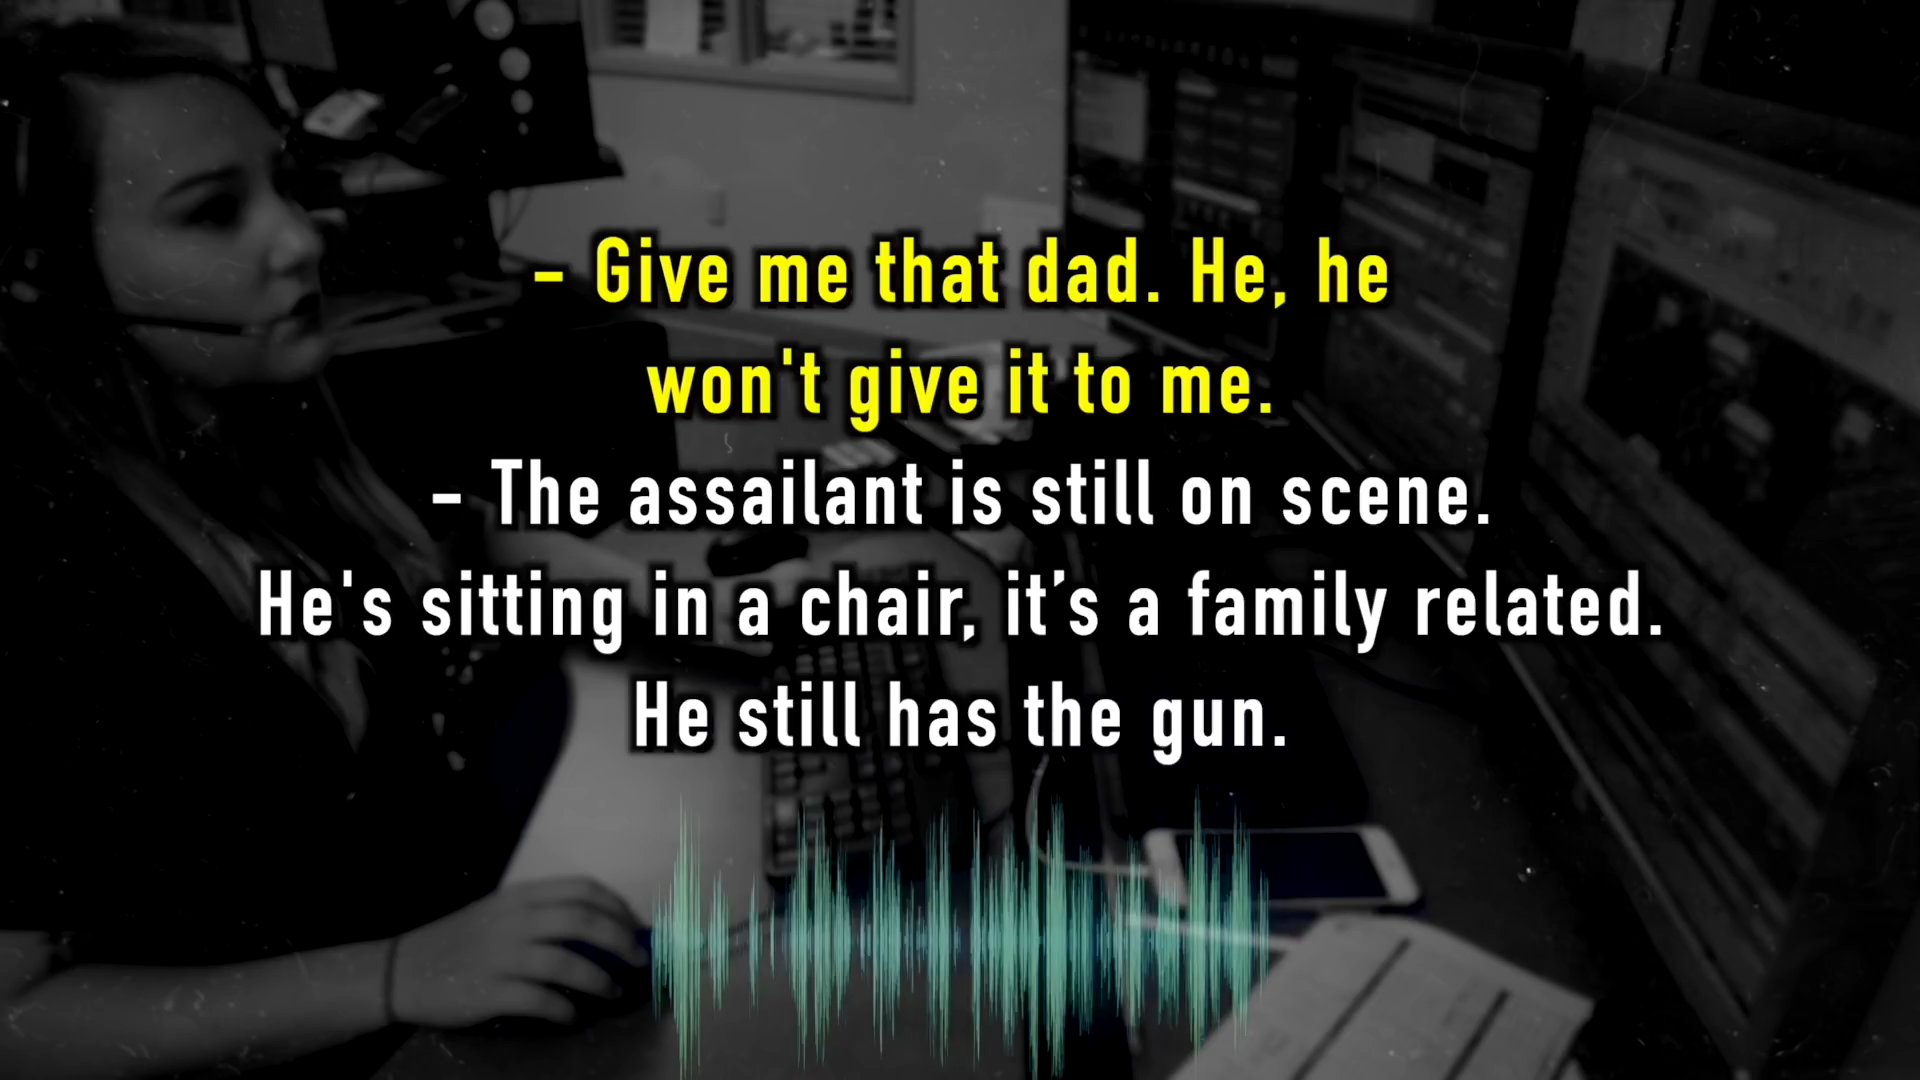 - Give me that dad. He, he
won't give it to me.
- The assailant is still on scene.
He's sitting in a chair, it’s a family related.
He still has the gun.